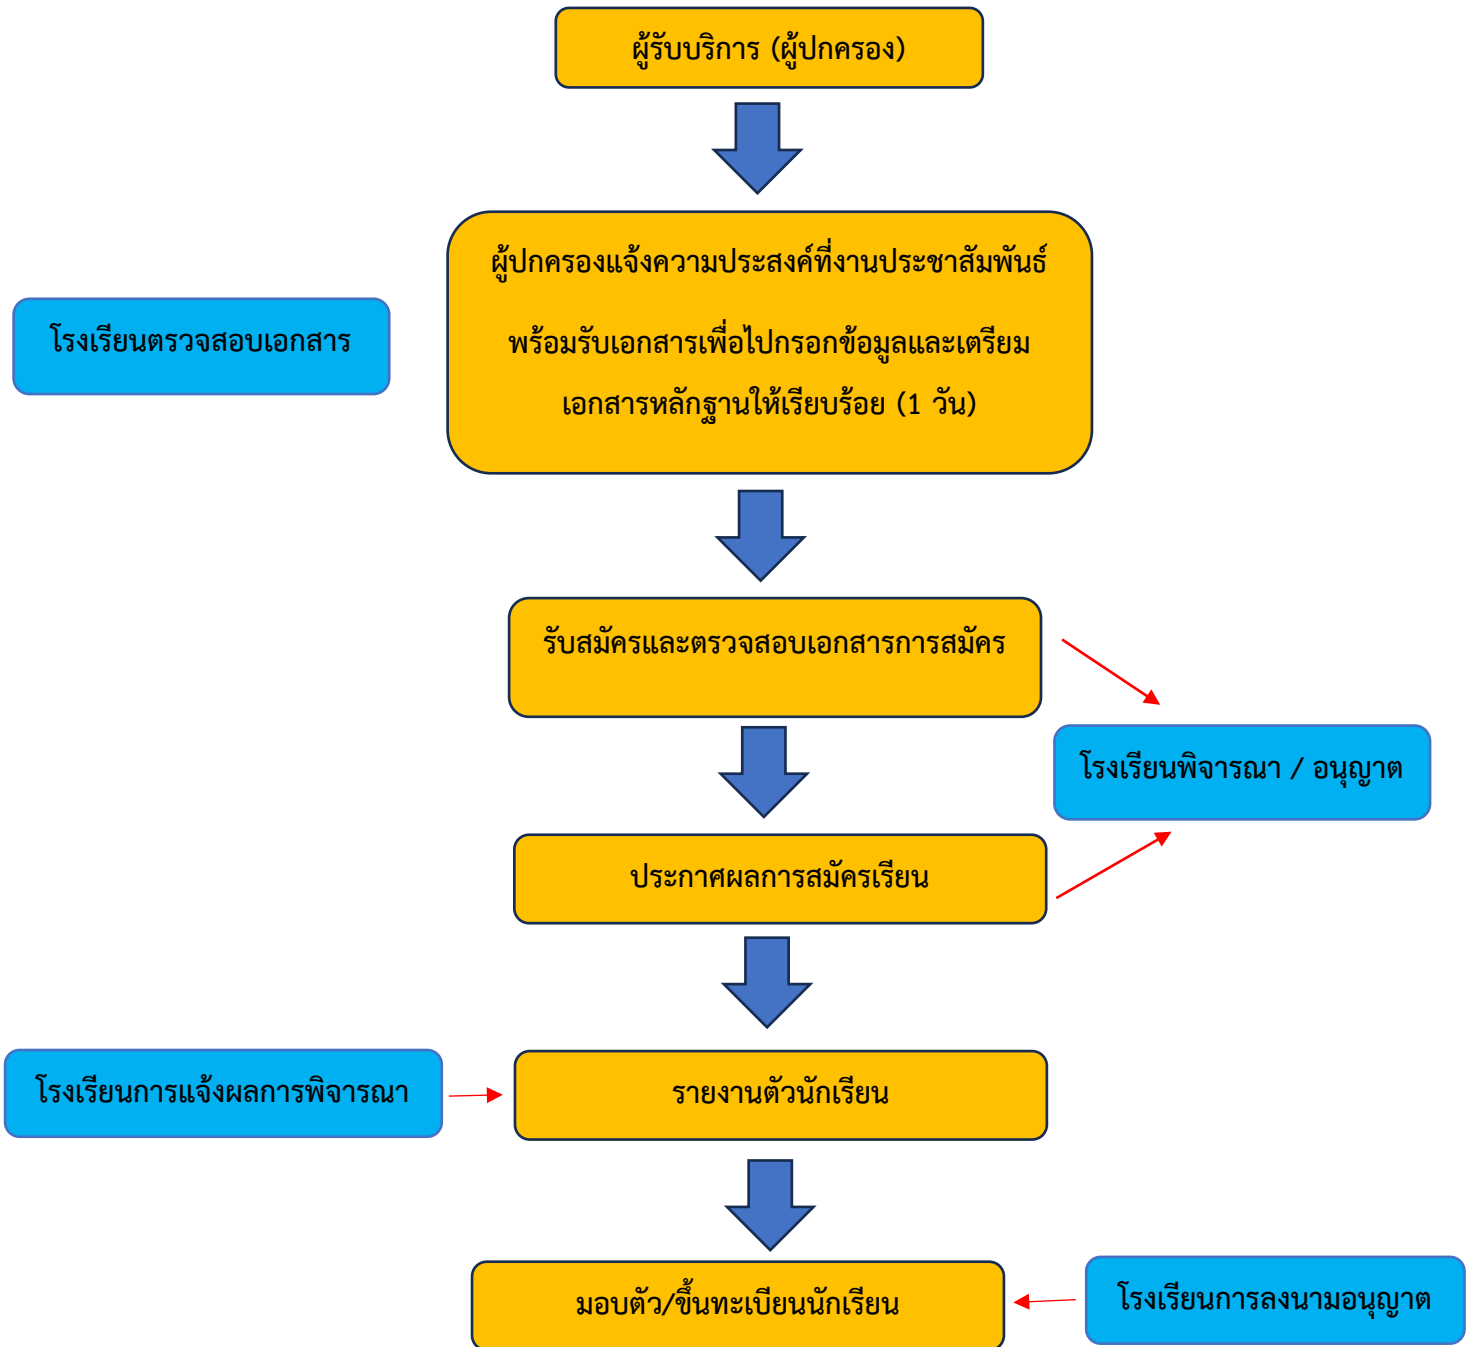 ผู้รับบริการ (ผู้ปกครอง)
ผู้ปกครองแจ้งความประสงค์ที่งานประชาสัมพันธ์
พร้อมรับเอกสารเพื่อไปกรอกข้อมูลและเตรียม
เอกสารหลักฐานให้เรียบร้อย (1 วัน)
โรงเรียนตรวจสอบเอกสาร
รับสมัครและตรวจสอบเอกสารการสมัคร
โรงเรียนพิจารณา / อนุญาต
ประกาศผลการสมัครเรียน
โรงเรียนการแจ้งผลการพิจารณา
รายงานตัวนักเรียน
มอบตัว/ขึ้นทะเบียนนักเรียน
โรงเรียนการลงนามอนุญาต